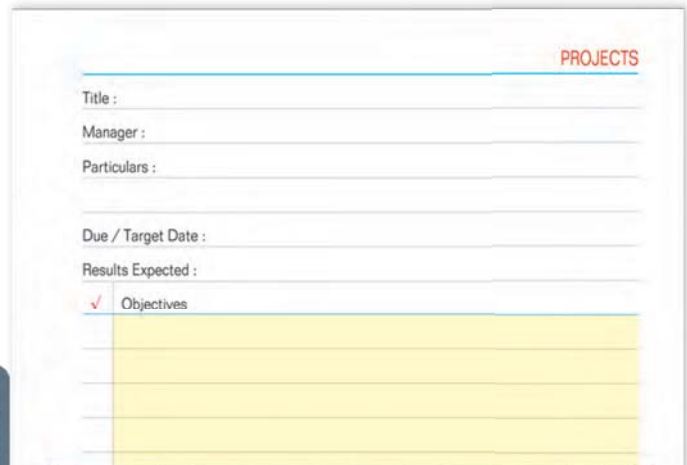 PROJECTS
Title :
Manager :
Particulars :
Due / Target Date :
Results Expected :
√ Objectives